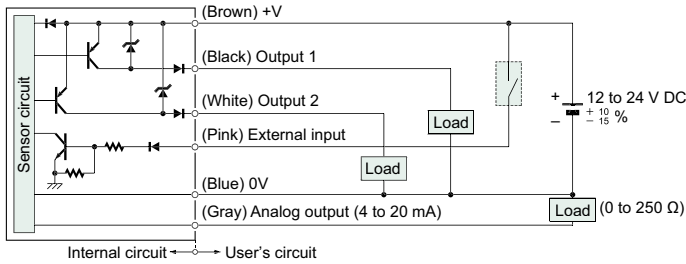 (Brown) +V
(Black) Output 1
(White) Output 2
(Pink) External input
(Blue) 0V
(Gray) Analog output (4 to 20 mA)
Sensor circuit
Load
Load
+
−
12 to 24 V DC
+ 10
− 15 %
Load
(0 to 250 Ω)
Internal circuit
User's circuit